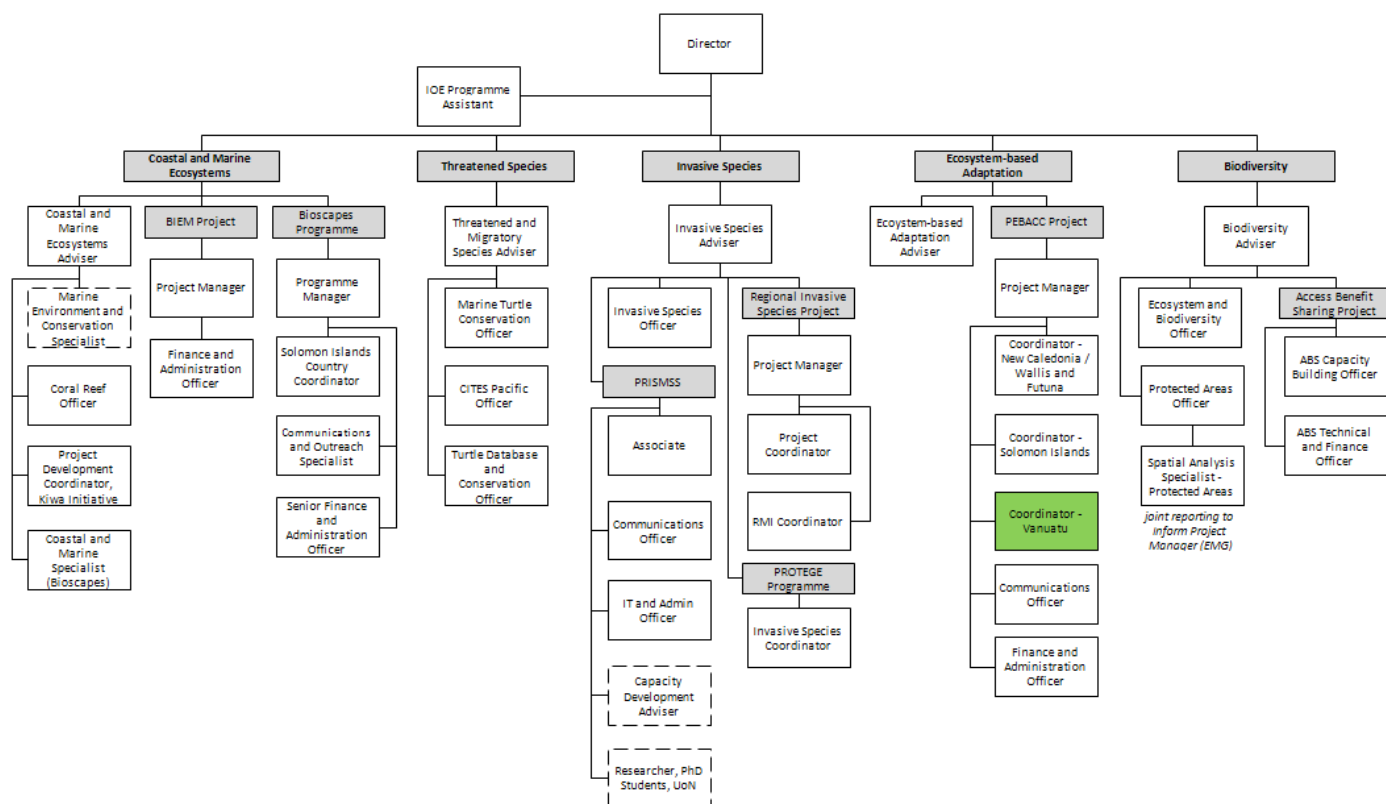 Director
IOE Programme
Assistant
Coastal and Marine
Ecosystems
Threatened Species
Invasive Species
Ecosystem-based
Adaptation
Biodiversity
Coastal and
Marine
Ecosystems
Adviser
BIEM Project
Bioscapes
Programme
Threatened and
Migratory
Species Adviser
Invasive Species
Adviser
Ecoystem-based
Adaptation
Adviser
PEBACC Project
Biodiversity
Adviser
Marine
Environment and
Conservation
Specialist
Project Manager
Programme
Manager
Marine Turtle
Conservation
Officer
Invasive Species
Officer
Regional Invasive
Species Project
Project Manager
Ecosystem and
Biodiversity
Officer
Access Benefit
Sharing Project
Coral Reef
Officer
Finance and
Administration
Officer
Solomon Islands
Country
Coordinator
CITES Pacific
Officer
PRISMSS
Project Manager
Coordinator -
New Caledonia /
Wallis and
Futuna
Protected Areas
Officer
ABS Capacity
Building Officer
Project
Development
Coordinator,
Kiwa Initiative
Communications
and Outreach
Specialist
Turtle Database
and
Conservation
Officer
Associate
Project
Coordinator
Coordinator -
Solomon Islands
Spatial Analysis
Specialist -
Protected Areas
ABS Technical
and Finance
Officer
Coastal and
Marine
Specialist
(Bioscapes)
Senior Finance
and
Administration
Officer
Communications
Officer
RMI Coordinator
Coordinator -
Vanuatu
joint reporting to
Inform Project
Manager (EMG)
IT and Admin
Officer
PROTEGE
Programme
Communications
Officer
Invasive Species
Coordinator
Finance and
Administration
Officer
Capacity
Development
Adviser
Researcher, PhD
Students, UoN